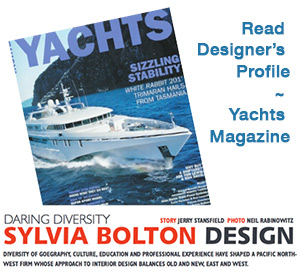 YACHTS
SIZZLING
STABILITY
WHITE RABBIT 201'
TRIMARAN HAILS
FROM TASMANIA
Read
Designer's
Profile
~
Yachts
Magazine
DARING DIVERSITY
STORY JERRY STANSFIELD PHOTO NEIL RABINOWITZ
SYLVIA BOLTON DESIGN
DIVERSITY OF GOEGRAPHY, CULTURE, EDUCATION AND PROFESSIONAL EXPERIENCE HAVE SHAPED A PACIFIC NORTH-
WEST FIRM WHOSE APPROACH TO INTERIOR DESIGN BALANCES OLD AND NEW, EAST AND WEST.